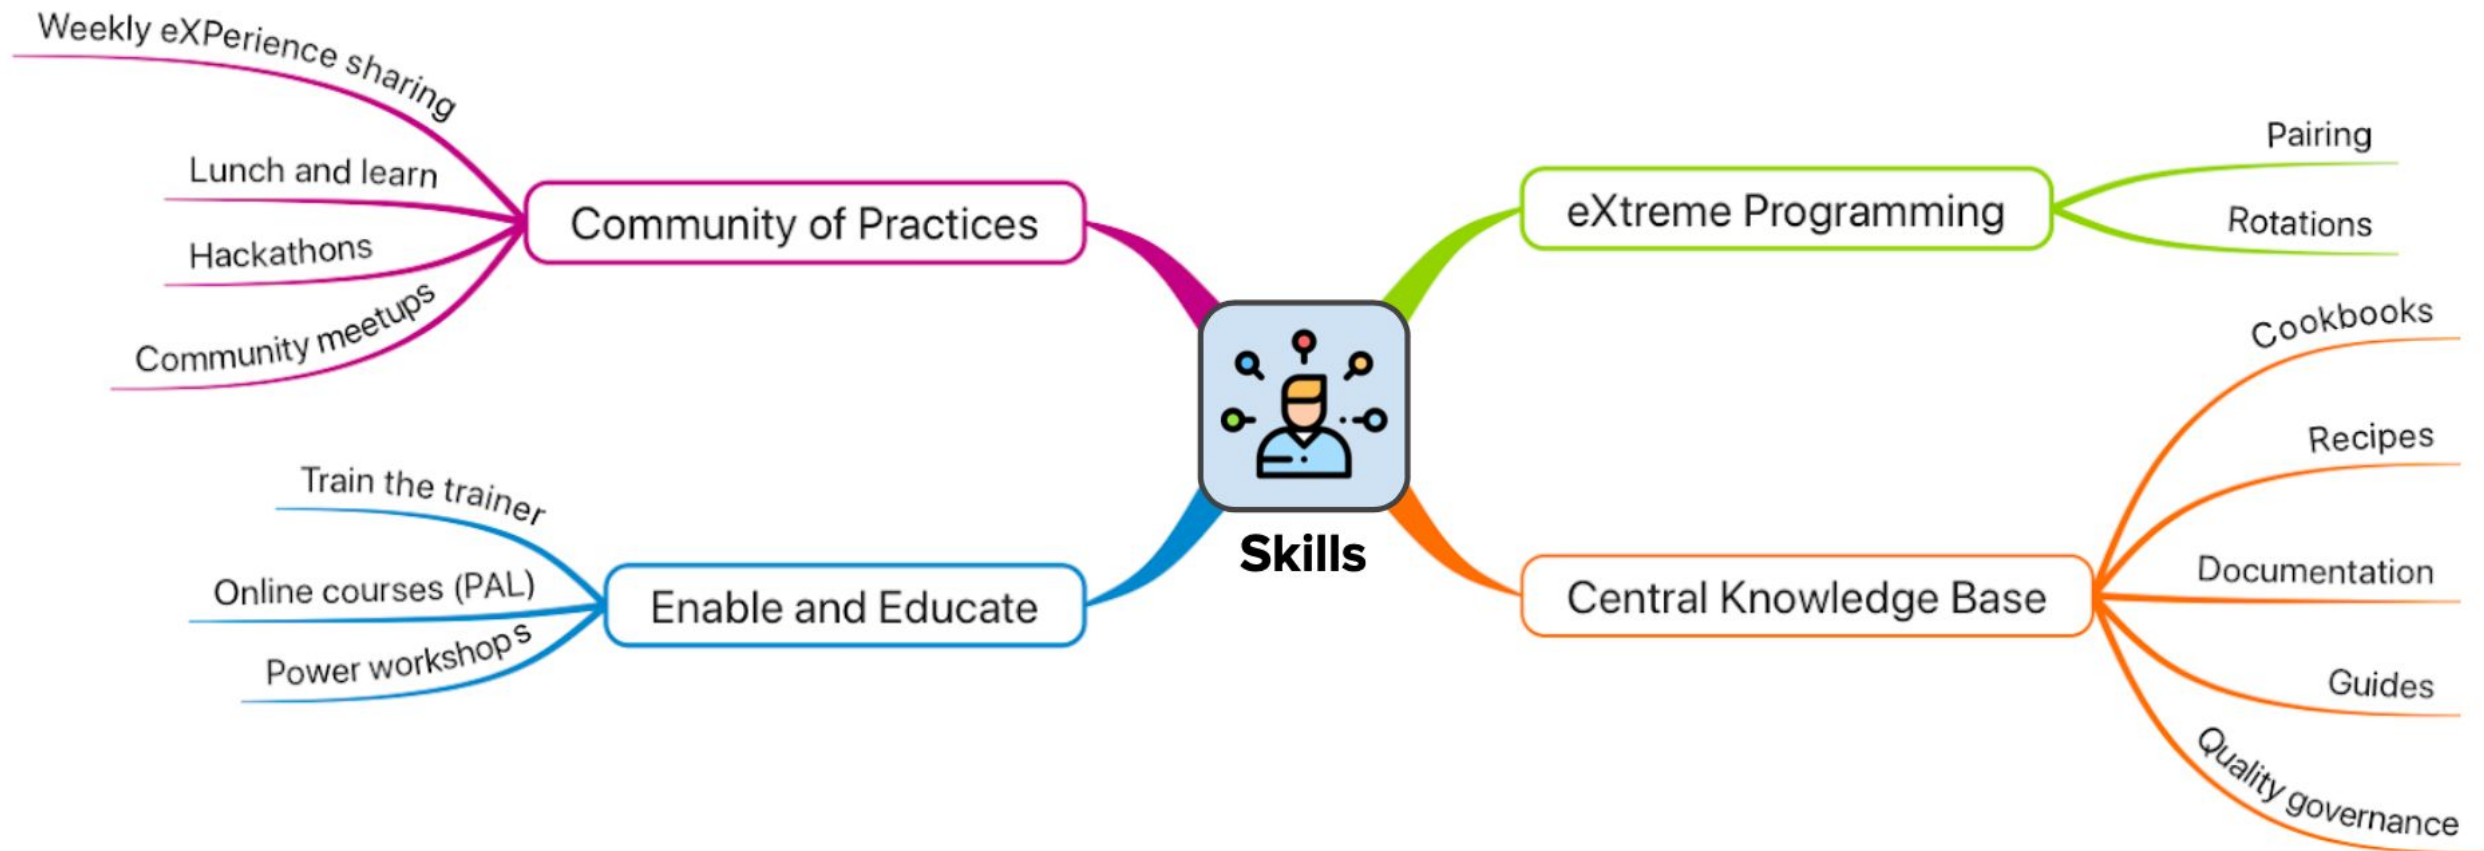 Weekly eXPerience sharing
Lunch and learn
Hackathons
Community meetups
Community of Practices
Train the trainer
Online courses (PAL)
Power workshops
Enable and Educate
Skills
eXtreme Programming
Pairing
Rotations
Central Knowledge Base
Cookbooks
Recipes
Documentation
Guides
Quality governance